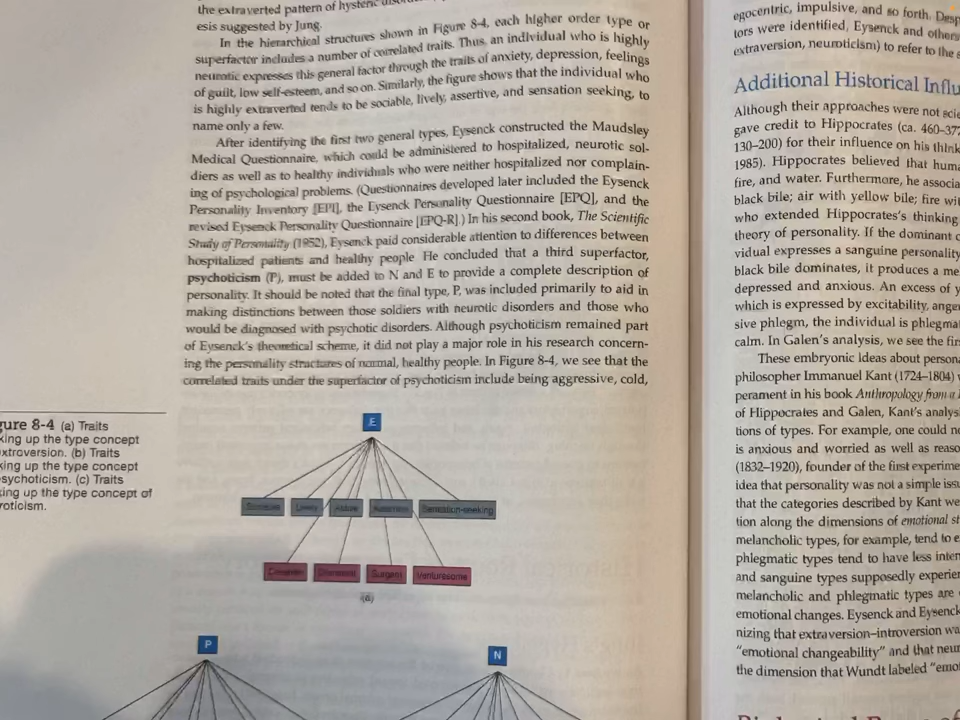 the extraverted pattern of hysteric
esis suggested by Jung.
In the hierarchical structures shown in Figure 8-4, each higher order type or
superfactor includes a number of correlated traits. Thus, an individual who is highly
neurotic expresses this general factor through the traits of anxiety, depression, feelings
of guilt, low self-esteem, and so on. Similarly, the figure shows that the individual who
is highly extraverted tends to be sociable, lively, assertive, and sensation seeking, to
name only a few.
After identifying the first two general types, Eysenck constructed the Maudsley
Medical Questionnaire, which could be administered to hospitalized, neurotic sol-
diers as well as to healthy individuals who were neither hospitalized nor complain-
ing of psychological problems. (Questionnaires developed later included the Eysenck
Personality Inventory [EPI], the Eysenck Personality Questionnaire [EPQ], and the
revised Eysenck Personality Questionnaire [EPQ-R].) In his second book, The Scientific
Study of Personality (1952), Eysenck paid considerable attention to differences between
hospitalized patients and healthy people He concluded that a third superfactor,
psychoticism (P), must be added to N and E to provide a complete description of
personality. It should be noted that the final type, P, was included primarily to aid in
making distinctions between those soldiers with neurotic disorders and those who
would be diagnosed with psychotic disorders. Although psychoticism remained part
of Eysenck's theoretical scheme, it did not play a major role in his research concern-
ing the personality structures of normal, healthy people. In Figure 8-4, we see that the
correlated traits under the superfactor of psychoticism include being aggressive, cold,
gure 8-4 (a) Traits
king up the type concept
xtroversion. (b) Traits
king up the type concept
sychoticism. (c) Traits
king up the type concept of
roticism.
E
Sociable Lively Active Assertive Sensation-seeking
Carefree Dominant Surgent Venturesome
(a)
P
N
egocentric, impulsive, and so forth. Desp
tors were identified, Eysenck and others
extraversion, neuroticism) to refer to the s
Additional Historical Influ
Although their approaches were not scie
gave credit to Hippocrates (ca. 460–377
130–200) for their influence on his think
1985). Hippocrates believed that huma
fire, and water. Furthermore, he associa
black bile; air with yellow bile; fire wit
who extended Hippocrates's thinking
theory of personality. If the dominant
vidual expresses a sanguine personality
black bile dominates, it produces a me
depressed and anxious. An excess of y
which is expressed by excitability, anger
sive phlegm, the individual is phlegma
calm. In Galen's analysis, we see the firs
These embryonic ideas about persona
philosopher Immanuel Kant (1724–1804)
perament in his book Anthropology from a
of Hippocrates and Galen, Kant's analys
tions of types. For example, one could no
is anxious and worried as well as reaso
(1832–1920), founder of the first experime
idea that personality was not a simple issu
that the categories described by Kant we
tion along the dimensions of emotional st
melancholic types, for example, tend to e
phlegmatic types tend to have less inten
and sanguine types supposedly experien
melancholic and phlegmatic types are
emotional changes. Eysenck and Eysenck
nizing that extraversion–introversion wa
"emotional changeability" and that neur
the dimension that Wundt labeled "emo